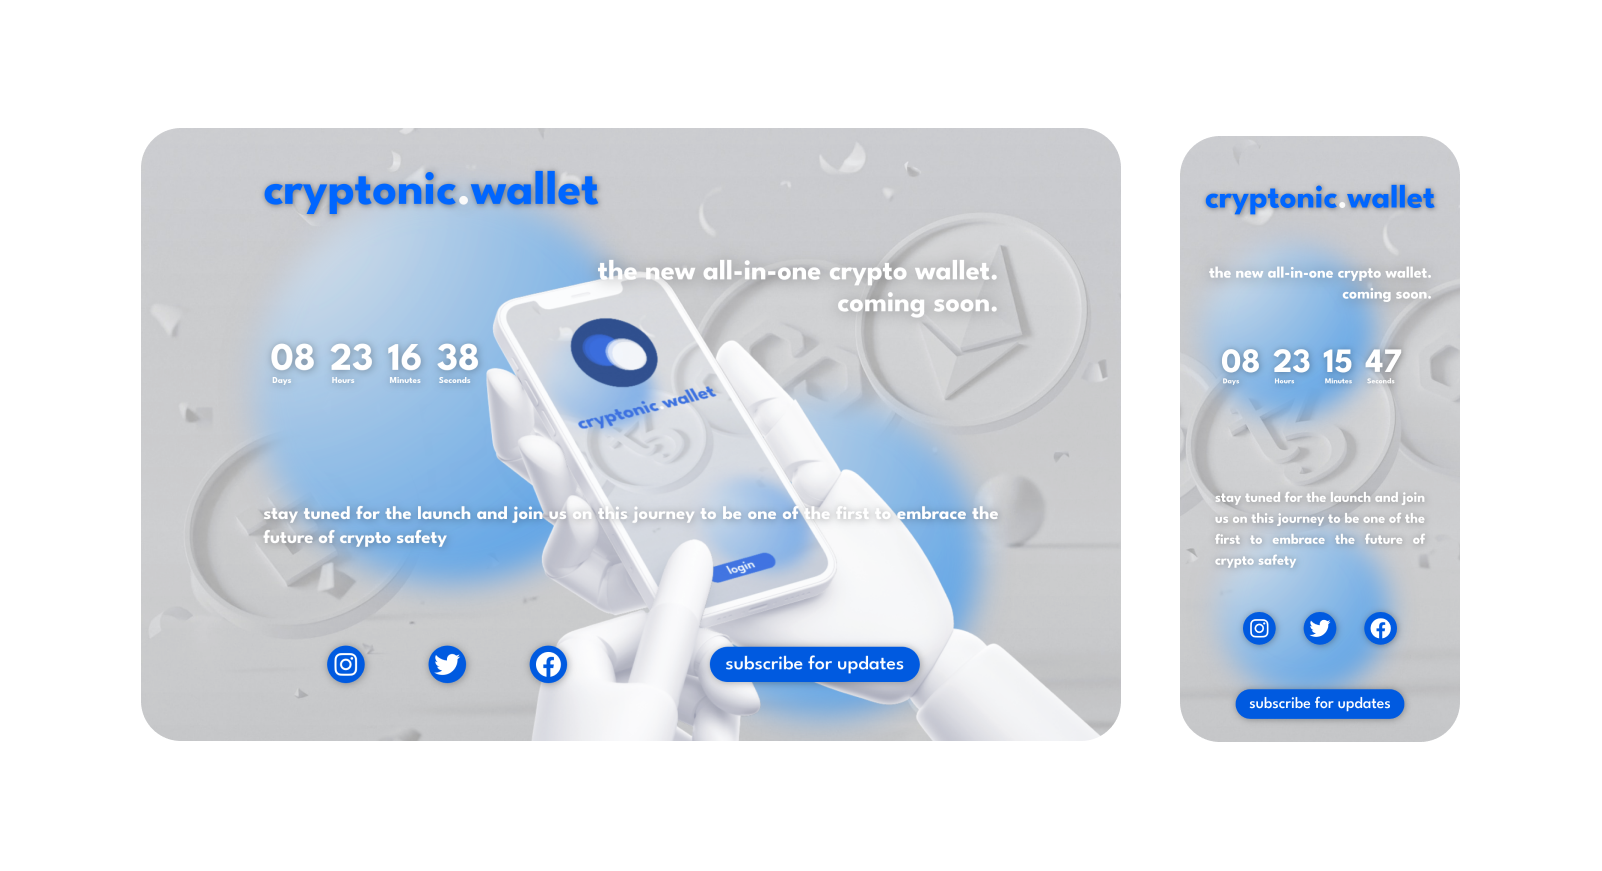 cryptonic.wallet
the new all-in-one crypto wallet.
coming soon.
08 23 16 38
Days Hours Minutes Seconds
cryptonic wallet
stay tuned for the launch and join us on this journey to be one of the first to embrace the
future of crypto safety
login
subscribe for updates
cryptonic.wallet
the new all-in-one crypto wallet.
coming soon.
08 23 15 47
Days Hours Minutes Seconds
stay tuned for the launch and join
us on this journey to be one of the
first to embrace the future of
crypto safety
subscribe for updates